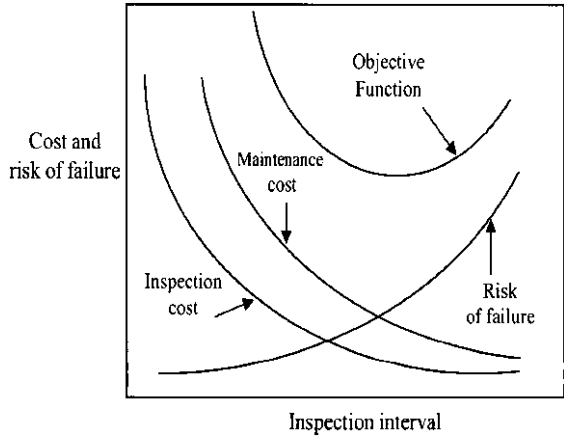 Objective
Function
Cost and
risk of failure
Maintenance
cost
Inspection
cost
Risk
of failure
Inspection interval